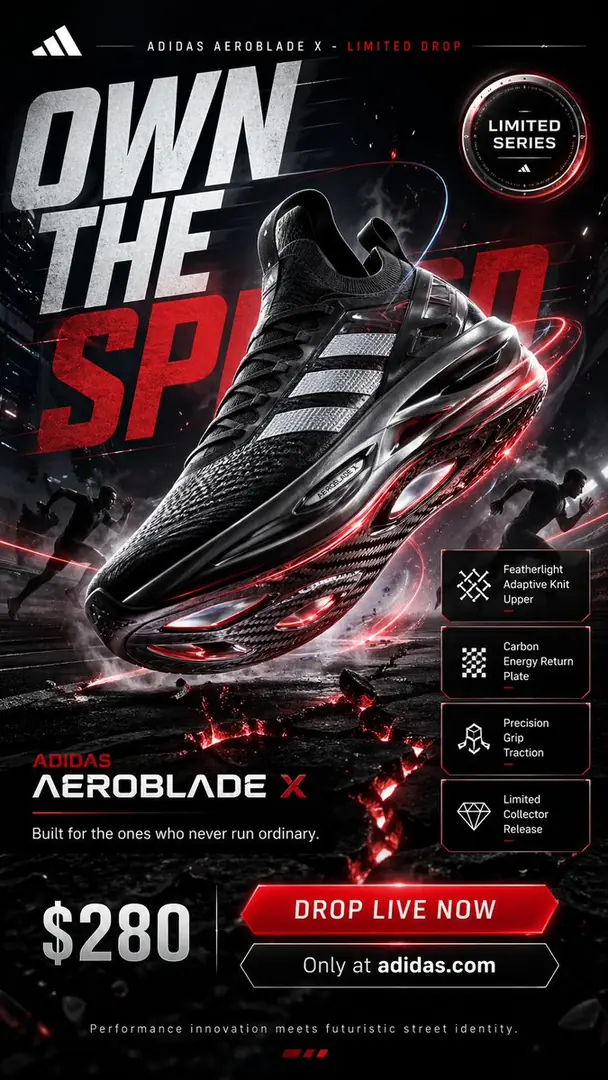 ADIDAS AEROBLADE X - LIMITED DROP
OWN
THE
SPEED
LIMITED
SERIES
AEROBLADE X
Featherlight
Adaptive Knit
Upper
Carbon
Energy Return
Plate
Precision
Grip
Traction
Limited
Collector
Release
ADIDAS
AEROBLADE X
Built for the ones who never run ordinary.
$280
DROP LIVE NOW
Only at adidas.com
Performance innovation meets futuristic street identity.